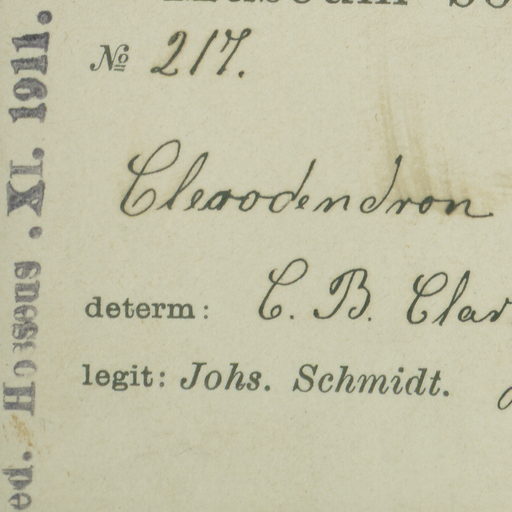 № 217.
Clerodendron
determ: C. B. Clar
legit: Johs. Schmidt.
ed. Hosseus . XI. 1911.